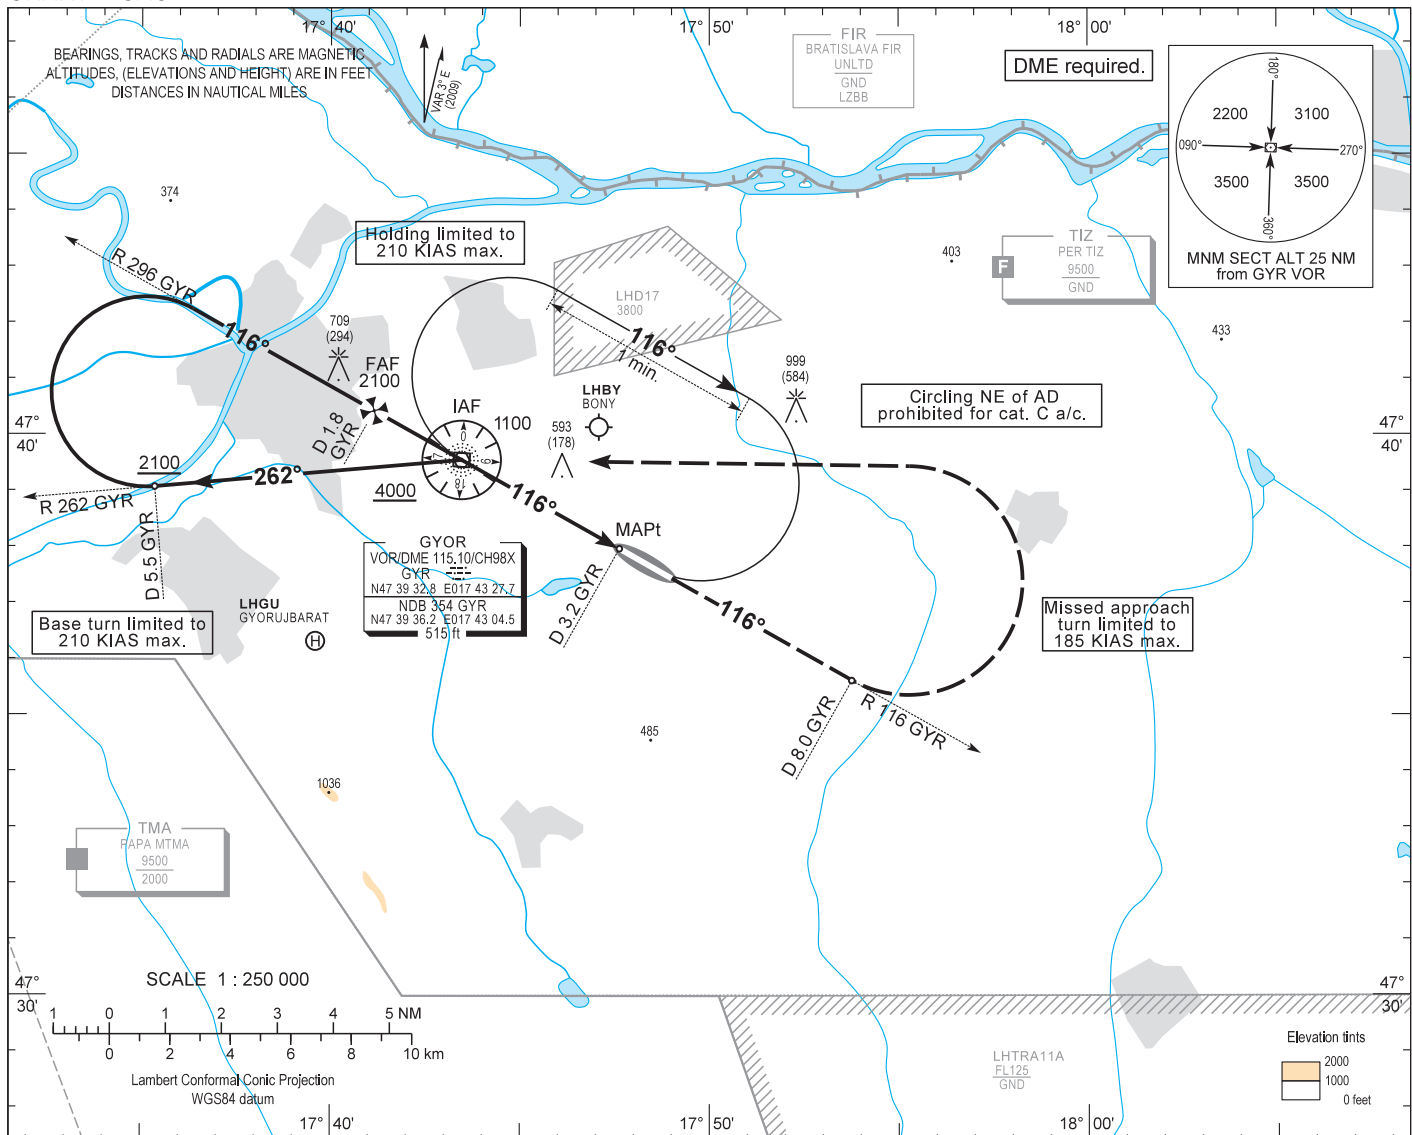 17° 40'
17° 50'
18° 00'
BEARINGS, TRACKS AND RADIALS ARE MAGNETIC
ALTITUDES, (ELEVATIONS AND HEIGHT) ARE IN FEET
DISTANCES IN NAUTICAL MILES
VAR 3° E
(2009)
FIR
BRATISLAVA FIR
UNLTD
GND
LZBB
DME required.
180°
2200
3100
090°
270°
3500
3500
360°
MNM SECT ALT 25 NM
from GYR VOR
374
Holding limited to
210 KIAS max.
403
TIZ
F
PER TIZ
9500
GND
R 296 GYR
LHD17
3800
116°
709
(294)
116°
1 min.
433
FAF
2100
999
(584)
LHBY
BONY
Circling NE of AD
prohibited for cat. C a/c.
D 1.8
GYR
IAF
1100
593
(178)
47°
40'
47°
40'
2100
262°
4000
116°
R 262 GYR
D 5.5 GYR
MAPt
GYOR
VOR/DME 115.10/CH98X
GYR
N47 39 32.8 E017 43 27.7
NDB 354 GYR
N47 39 36.2 E017 43 04.5
515 ft
D 3.2 GYR
LHGU
GYORUJBARAT
H
Base turn limited to
210 KIAS max.
116°
Missed approach
turn limited to
185 KIAS max.
R 116 GYR
D 8.0 GYR
485
1036
TMA
PAPA MTMA
9500
2000
SCALE 1 : 250 000
47°
30'
47°
30'
1 0 1 2 3 4 5 NM
0 2 4 6 8 10 km
Lambert Conformal Conic Projection
WGS84 datum
LHTRA11A
FL125
GND
Elevation tints
2000
1000
0 feet
17° 40'
17° 50'
18° 00'